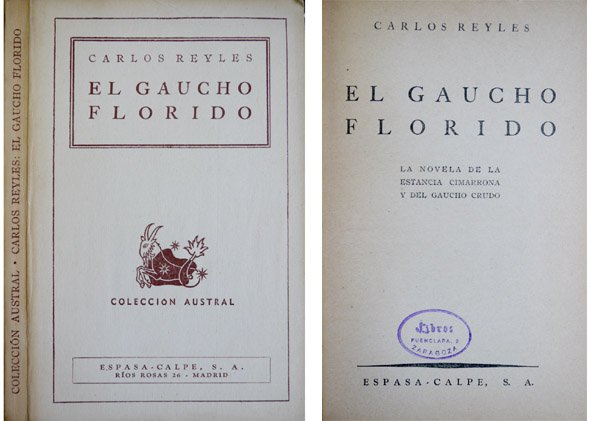 COLECCIÓN AUSTRAL • CARLOS REYLES: EL GAUCHO FLORIDO
CARLOS REYLES
EL GAUCHO
FLORIDO
COLECCIÓN AUSTRAL
ESPASA-CALPE, S. A.
RÍOS ROSAS 26 - MADRID
CARLOS REYLES
EL GAUCHO
FLORIDO
LA NOVELA DE LA
ESTANCIA CIMARRONA
Y DEL GAUCHO CRUDO
Libros
FUENCLARA, 2
ZARAGOZA
ESPASA-CALPE, S. A.